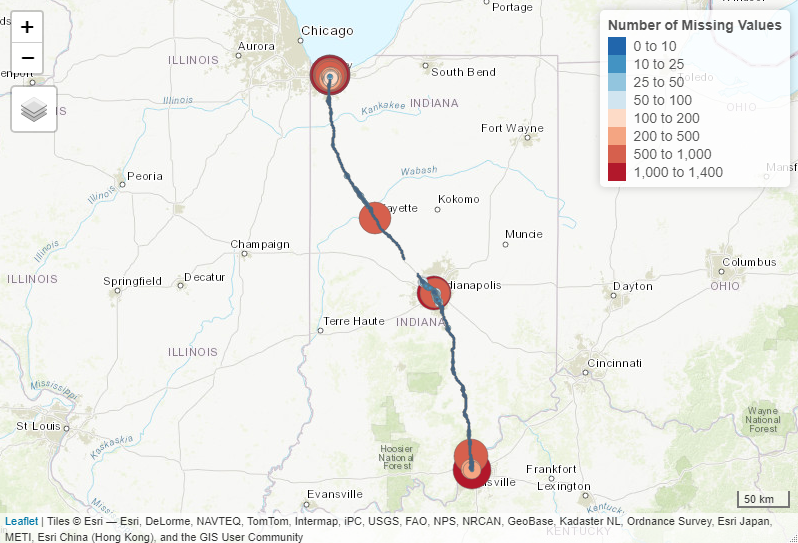 +
−
Number of Missing Values
0 to 10
10 to 25
25 to 50
50 to 100
100 to 200
200 to 500
500 to 1,000
1,000 to 1,400
Portage
Chicago
Aurora
ILLINOIS
South Bend
Illinois
Kankakee
INDIANA
OHIO
Fort Wayne
Peoria
Wabash
Illinois
Kokomo
Muncie
Champaign
Illinois
ILLINOIS
Springfield
Decatur
Columbus
Dayton
OHIO
Terre Haute
INDIANA
ILLINOIS
Cincinnati
Mississippi
St Louis
Kaskaskia
Wayne
National
Forest
Hoosier
National
Forest
Frankfort
Lexington
Evansville
Kentucky
KENTUCKY
50 km
Leaflet | Tiles © Esri — Esri, DeLorme, NAVTEQ, TomTom, Intermap, iPC, USGS, FAO, NPS, NRCAN, GeoBase, Kadaster NL, Ordnance Survey, Esri Japan,
METI, Esri China (Hong Kong), and the GIS User Community